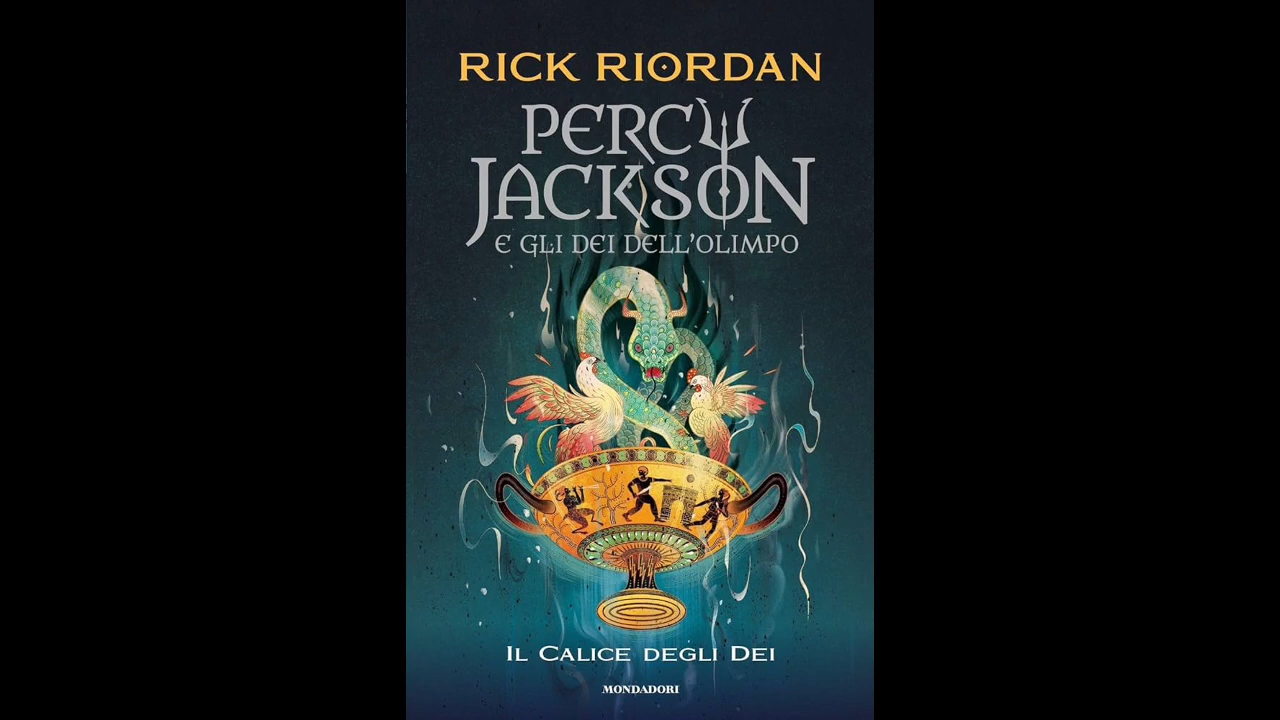 RICK RIORDAN
PERCY
JACKSON
E GLI DEI DELL'OLIMPO
IL CALICE DEGLI DEI
MONDADORI